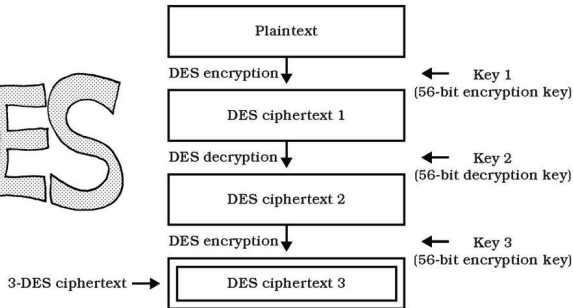 ES
Plaintext
DES encryption
Key 1
(56-bit encryption key)
DES ciphertext 1
DES decryption
Key 2
(56-bit decryption key)
DES ciphertext 2
DES encryption
Key 3
(56-bit encryption key)
3-DES ciphertext
DES ciphertext 3